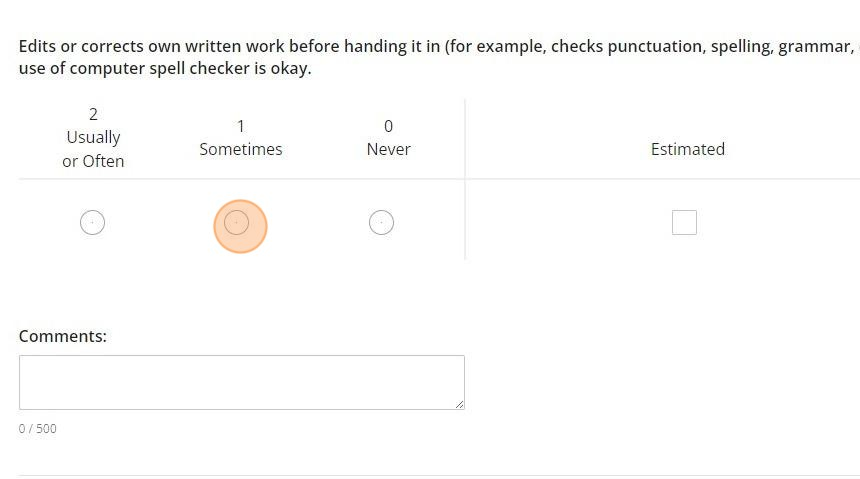 Edits or corrects own written work before handing it in (for example, checks punctuation, spelling, grammar,
use of computer spell checker is okay.
2
Usually
or Often
1
Sometimes
0
Never
Estimated
Comments:
0 / 500